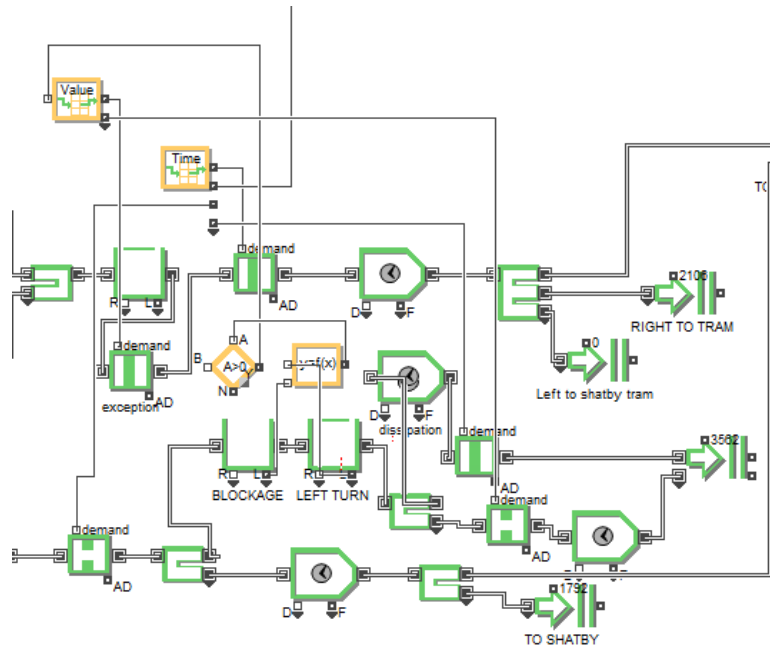 Value
Time
TC
demand
R
L
AD
D
F
2106
RIGHT TO TRAM
demand
AD
exception
B
A
A>0
Y
N
y=f(x)
0
Left to shatby tram
D
F
dissipation
demand
AD
3562
R
L
BLOCKAGE
R
LEFT TURN
demand
AD
demand
AD
D
F
1792
TO SHATBY